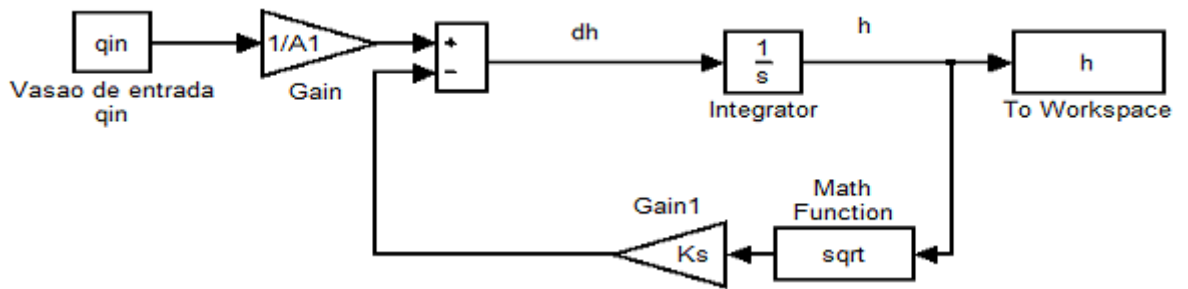 qin
Vasao de entrada
qin
1/A1
Gain
+
−
dh
1
s
Integrator
h
h
To Workspace
Math
Function
sqrt
Gain1
Ks